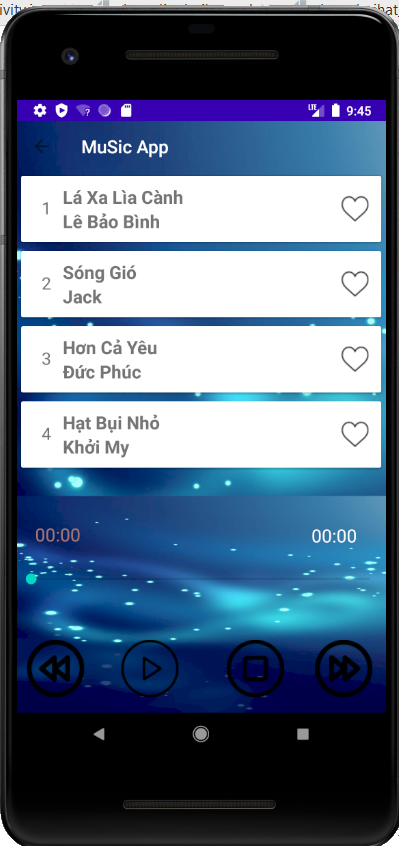 LTE 9:45
MuSic App
1 Lá Xa Lìa Cành
Lê Bảo Bình
2 Sóng Gió
Jack
3 Hơn Cả Yêu
Đức Phúc
4 Hạt Bụi Nhỏ
Khởi My
00:00 00:00